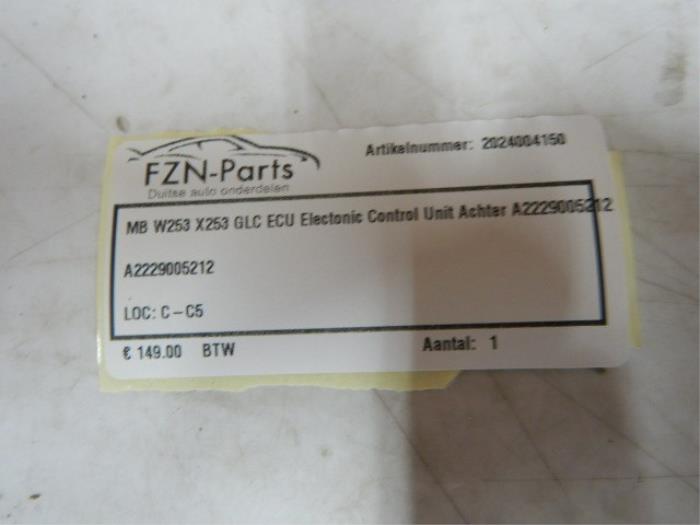 FZN-Parts
Duitse auto onderdelen
Artikelnummer: 2024004150
MB W253 X253 GLC ECU Electonic Control Unit Achter A2229005212
A2229005212
LOC: C-C5
€ 149.00 BTW
Aantal: 1